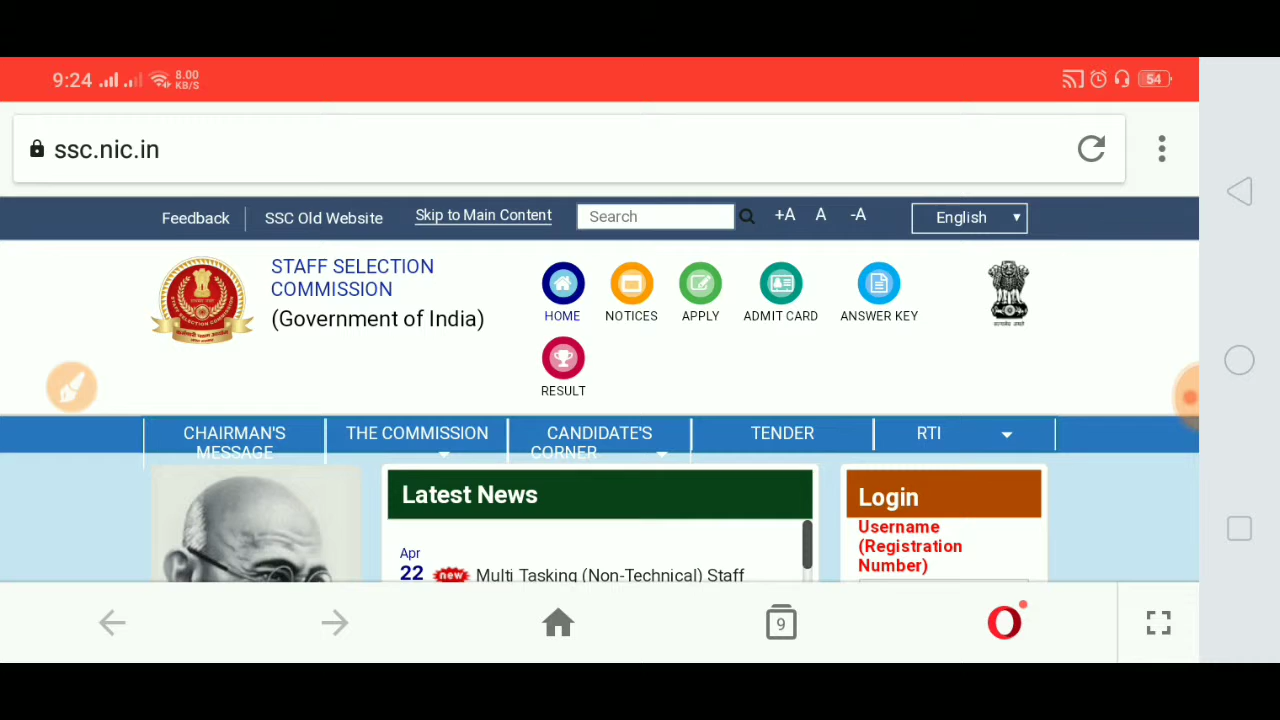 9:24 8.00 KB/S 54
ssc.nic.in
Feedback SSC Old Website Skip to Main Content Search +A A -A English
STAFF SELECTION
COMMISSION
(Government of India)
HOME NOTICES APPLY ADMIT CARD ANSWER KEY
RESULT
CHAIRMAN'S MESSAGE
THE COMMISSION
CANDIDATE'S CORNER
TENDER
RTI
Latest News
Apr
22 new Multi Tasking (Non-Technical) Staff
Login
Username
(Registration
Number)
9